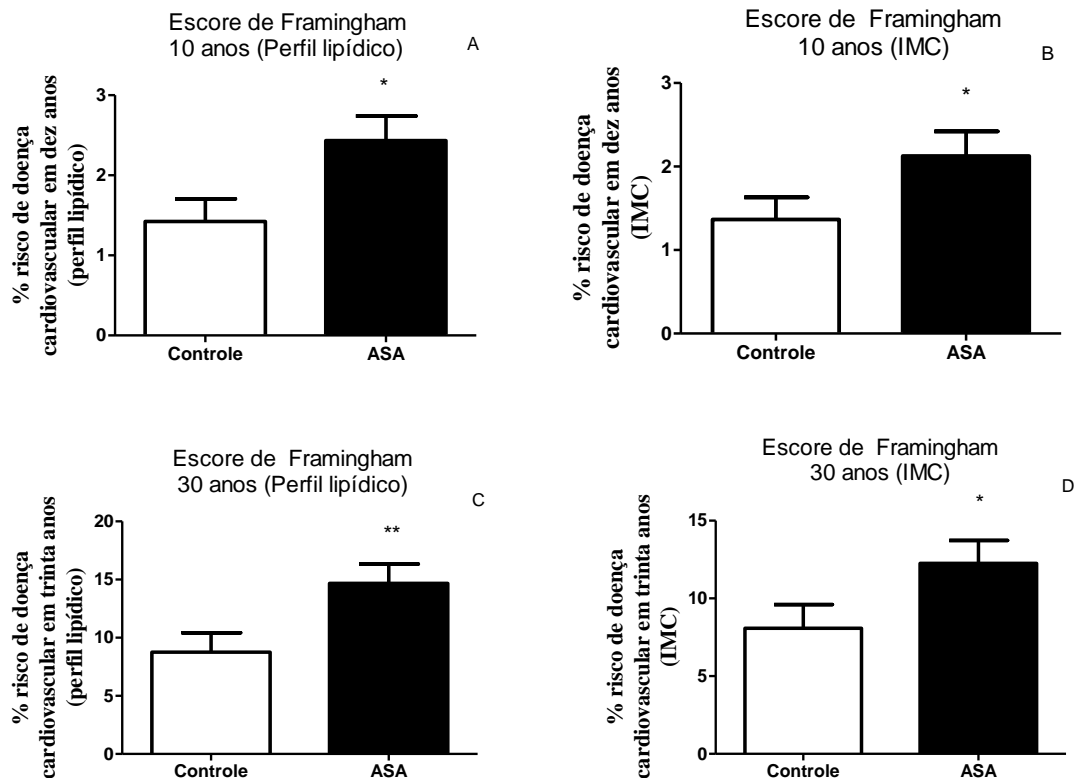 Escore de Framingham
10 anos (Perfil lipídico)
A
*
% risco de doença
cardiovascualar em dez anos
(perfil lipídico)
3
2
1
0
Controle
ASA
Escore de Framingham
10 anos (IMC)
B
*
% risco de doença
cardiovascular em dez anos
(IMC)
3
2
1
0
Controle
ASA
Escore de Framingham
30 anos (Perfil lipídico)
C
**
% risco de doença
cardiovascular em trinta anos
(perfil lipídico)
20
15
10
5
0
Controle
ASA
Escore de Framingham
30 anos (IMC)
D
*
% risco de doença
cardiovascular em trinta anos
(IMC)
15
10
5
0
Controle
ASA